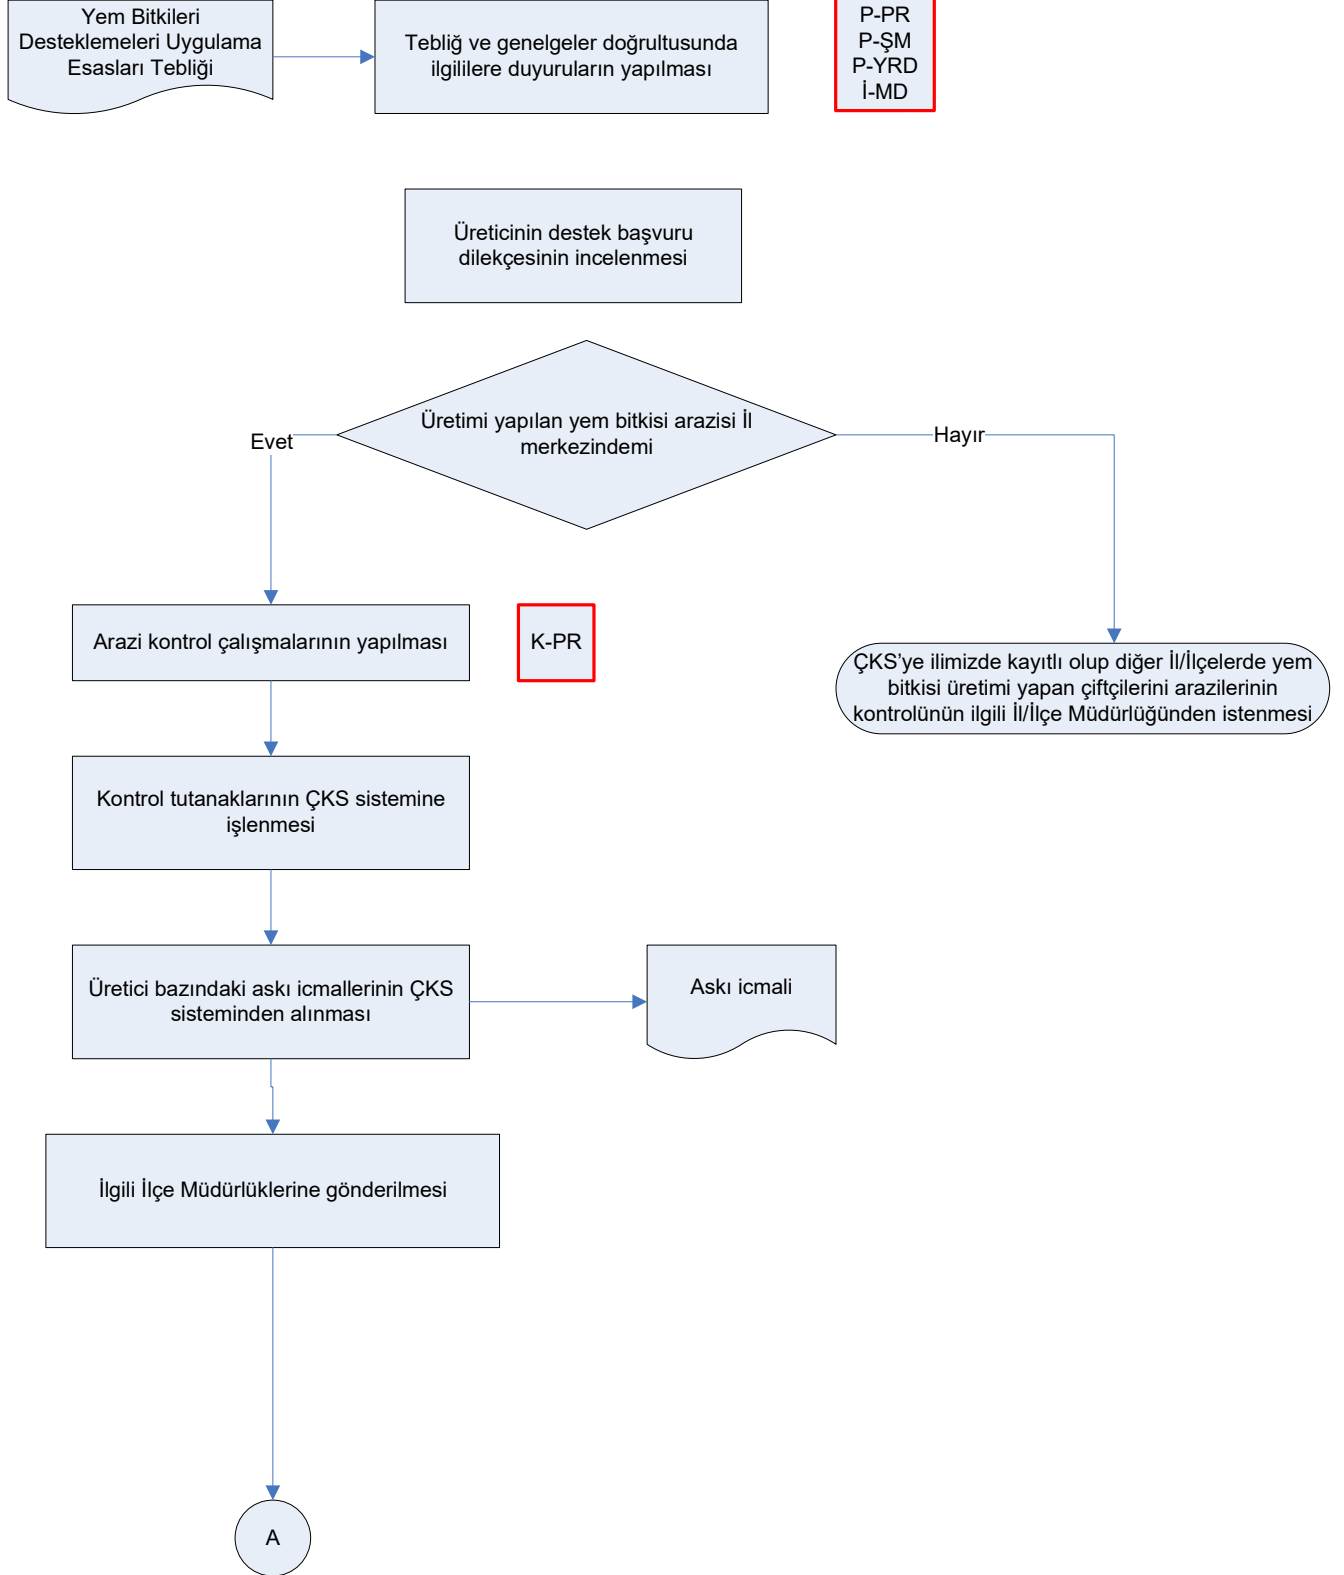 Yem Bitkileri
Desteklemeleri Uygulama
Esasları Tebliği
Tebliğ ve genelgeler doğrultusunda
ilgililere duyuruların yapılması
P-PR
P-ŞM
P-YRD
İ-MD
Üreticinin destek başvuru
dilekçesinin incelenmesi
Üretimi yapılan yem bitkisi arazisi İl
merkezindemi
Evet
Hayır
Arazi kontrol çalışmalarının yapılması
K-PR
ÇKS’ye ilimizde kayıtlı olup diğer İl/İlçelerde yem
bitkisi üretimi yapan çiftçilerini arazilerinin
kontrolünün ilgili İl/İlçe Müdürlüğünden istenmesi
Kontrol tutanaklarının ÇKS sistemine
işlenmesi
Üretici bazındaki askı icmallerinin ÇKS
sisteminden alınması
Askı icmali
İlgili İlçe Müdürlüklerine gönderilmesi
A